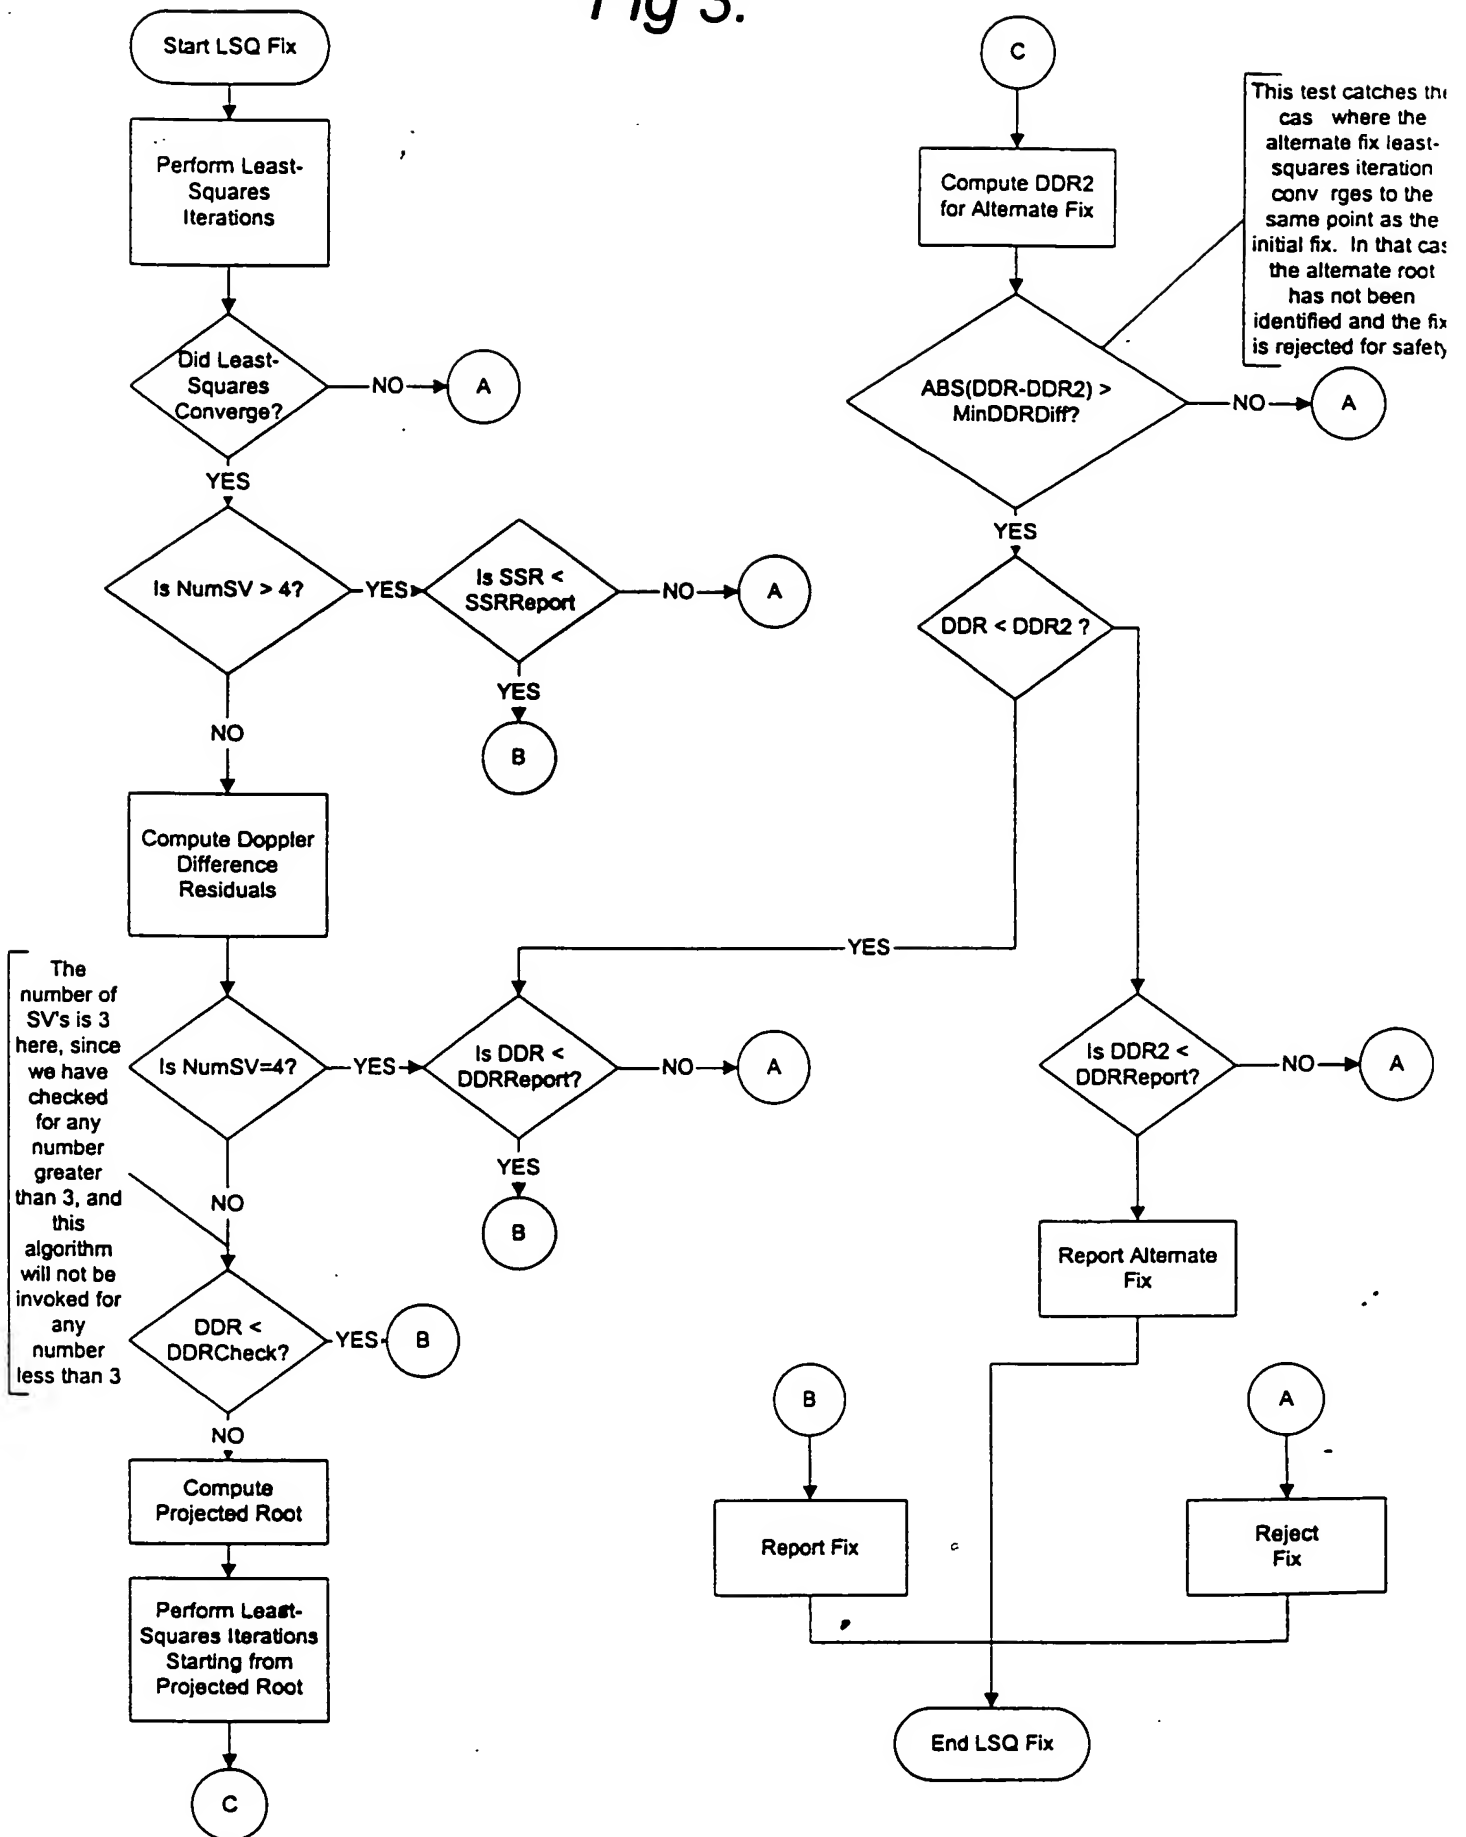 Fig 3.
Start LSQ Fix
Perform Least-
Squares
Iterations
Did Least-
Squares
Converge?
NO
A
YES
Is NumSV > 4?
YES
Is SSR <
SSRReport
NO
A
YES
B
NO
Compute Doppler
Difference
Residuals
The
number of
SV's is 3
here, since
we have
checked
for any
number
greater
than 3, and
this
algorithm
will not be
invoked for
any
number
less than 3
Is NumSV=4?
YES
Is DDR <
DDRReport?
NO
A
YES
B
NO
DDR <
DDRCheck?
YES
B
NO
Compute
Projected Root
Perform Least-
Squares Iterations
Starting from
Projected Root
C
C
Compute DDR2
for Alternate Fix
This test catches the
cas where the
alternate fix least-
squares iteration
conv rges to the
same point as the
initial fix. In that cas
the alternate root
has not been
identified and the fix
is rejected for safety
ABS(DDR-DDR2) >
MinDDRDiff?
NO
A
YES
DDR < DDR2 ?
YES
Is DDR2 <
DDRReport?
NO
A
Report Alternate
Fix
B
Report Fix
A
Reject
Fix
End LSQ Fix